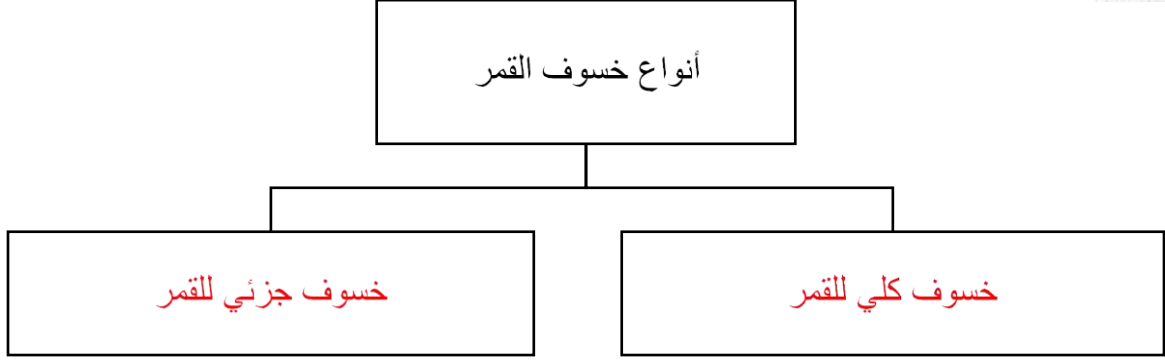 أنواع خسوف القمر
خسوف كلي للقمر
خسوف جزئي للقمر